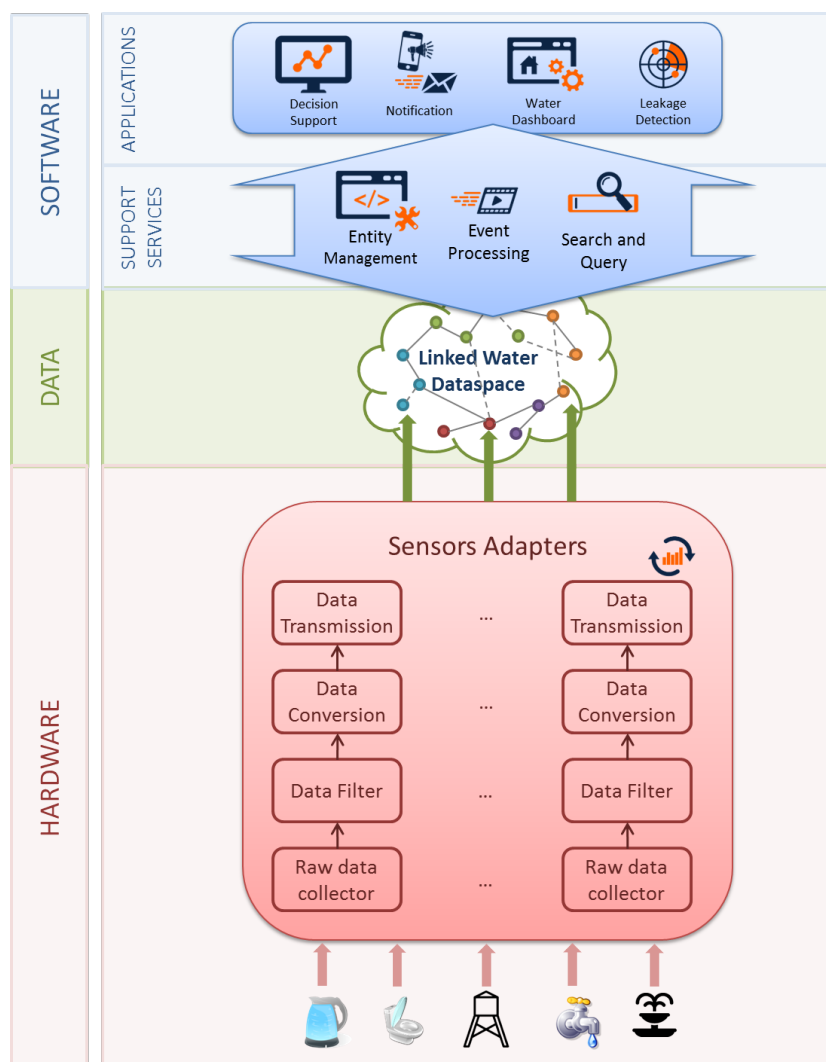 SOFTWARE
APPLICATIONS
Decision
Support
Notification
Water
Dashboard
Leakage
Detection
SUPPORT
SERVICES
</>
Entity
Management
Event
Processing
Search and
Query
DATA
Linked Water
Dataspace
HARDWARE
Sensors Adapters
Data
Transmission
...
Data
Transmission
Data
Conversion
...
Data
Conversion
Data Filter
...
Data Filter
Raw data
collector
...
Raw data
collector